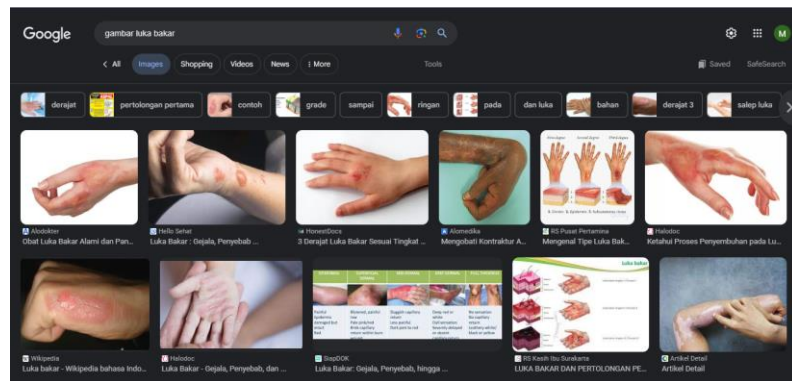 Google
gambar luka bakar
M
All
Images
Shopping
Videos
News
More
Tools
Saved
SafeSearch
derajat
pertolongan pertama
contoh
grade
sampai
ringan
pada
dan luka
bahan
derajat 3
salep luka
Alodokter
Obat Luka Bakar Alami dan Pan...
Hello Sehat
Luka Bakar : Gejala, Penyebab ...
HonestDocs
3 Derajat Luka Bakar Sesuai Tingkat ...
Alomedika
Mengobati Kontraktur A...
RS Pusat Pertamina
Mengenal Tipe Luka Bak...
Halodoc
Ketahui Proses Penyembuhan pada Lu...
Luka bakar
Wikipedia
Luka bakar - Wikipedia bahasa Indo...
Halodoc
Luka Bakar - Gejala, Penyebab, dan ...
SiapDOK
Luka Bakar: Gejala, Penyebab, hingga ...
RS Kasih Ibu Surakarta
LUKA BAKAR DAN PERTOLONGAN PE...
Artikel Detail
Artikel Detail